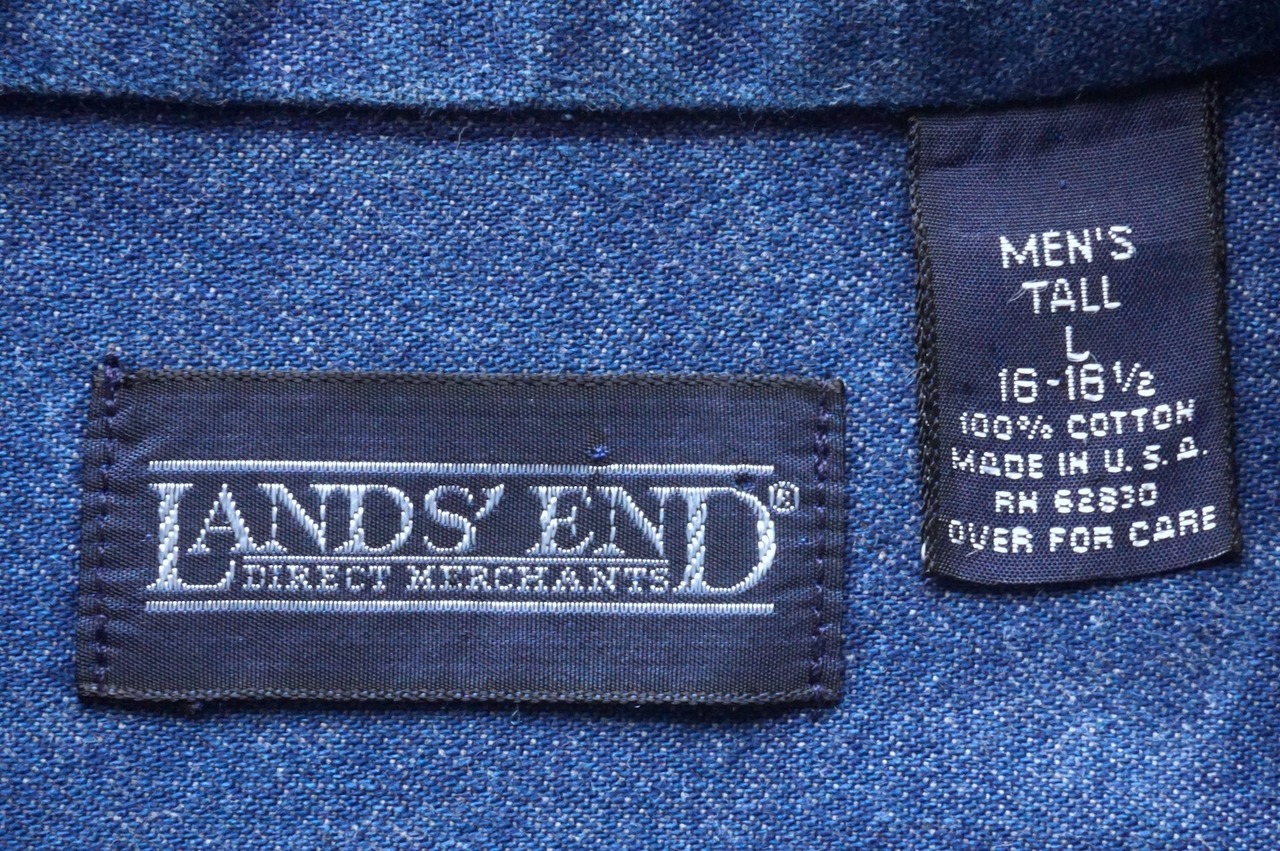 LANDS' END®
DIRECT MERCHANTS
MEN'S
TALL
L
16-16½
100% COTTON
MADE IN U.S.A.
RN 62830
OVER FOR CARE